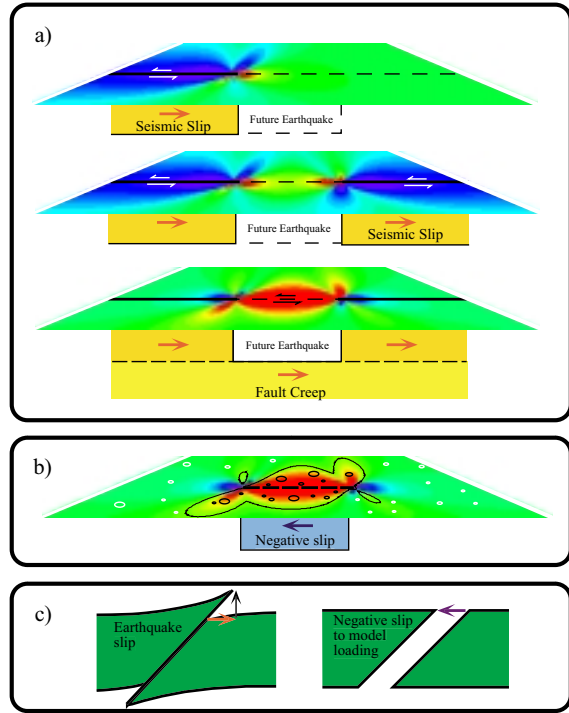 a)
Seismic Slip
Future Earthquake
Future Earthquake
Seismic Slip
Future Earthquake
Fault Creep
b)
Negative slip
c)
Earthquake
slip
Negative slip
to model
loading